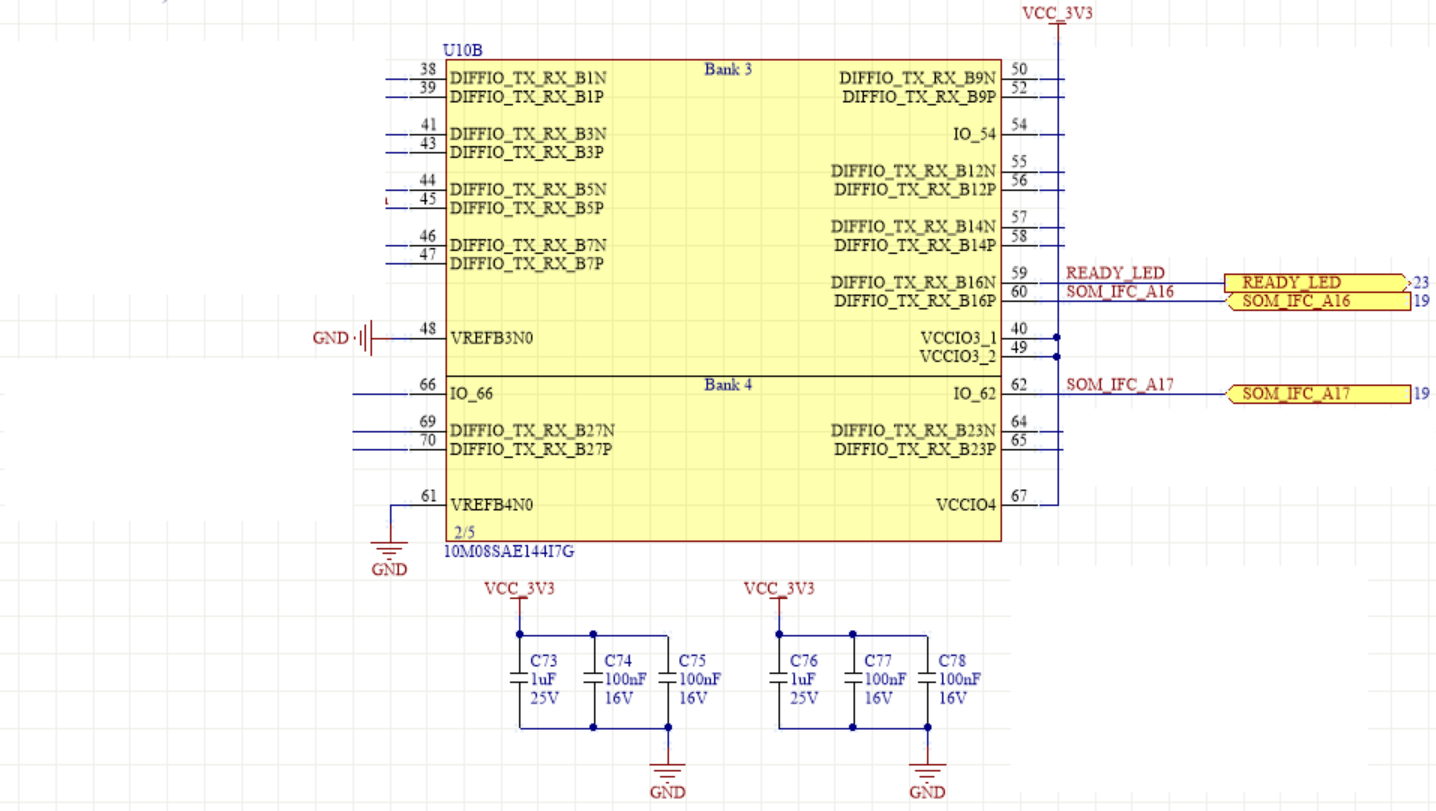 VCC_3V3
U10B
Bank 3
38 DIFFIO_TX_RX_B1N DIFFIO_TX_RX_B9N 50
39 DIFFIO_TX_RX_B1P DIFFIO_TX_RX_B9P 52
41 DIFFIO_TX_RX_B3N IO_54 54
43 DIFFIO_TX_RX_B3P
DIFFIO_TX_RX_B12N 55
44 DIFFIO_TX_RX_B5N DIFFIO_TX_RX_B12P 56
45 DIFFIO_TX_RX_B5P
DIFFIO_TX_RX_B14N 57
46 DIFFIO_TX_RX_B7N DIFFIO_TX_RX_B14P 58
47 DIFFIO_TX_RX_B7P
DIFFIO_TX_RX_B16N 59 READY_LED READY_LED 23
DIFFIO_TX_RX_B16P 60 SOM_IFC_A16 SOM_IFC_A16 19
GND 48 VREFB3N0 VCCIO3_1 40
VCCIO3_2 49
Bank 4
66 IO_66 IO_62 62 SOM_IFC_A17 SOM_IFC_A17 19
69 DIFFIO_TX_RX_B27N DIFFIO_TX_RX_B23N 64
70 DIFFIO_TX_RX_B27P DIFFIO_TX_RX_B23P 65
61 VREFB4N0 VCCIO4 67
2/5
10M08SAE144I7G
GND
VCC_3V3 VCC_3V3
C73 C74 C75 C76 C77 C78
1uF 100nF 100nF 1uF 100nF 100nF
25V 16V 16V 25V 16V 16V
GND GND